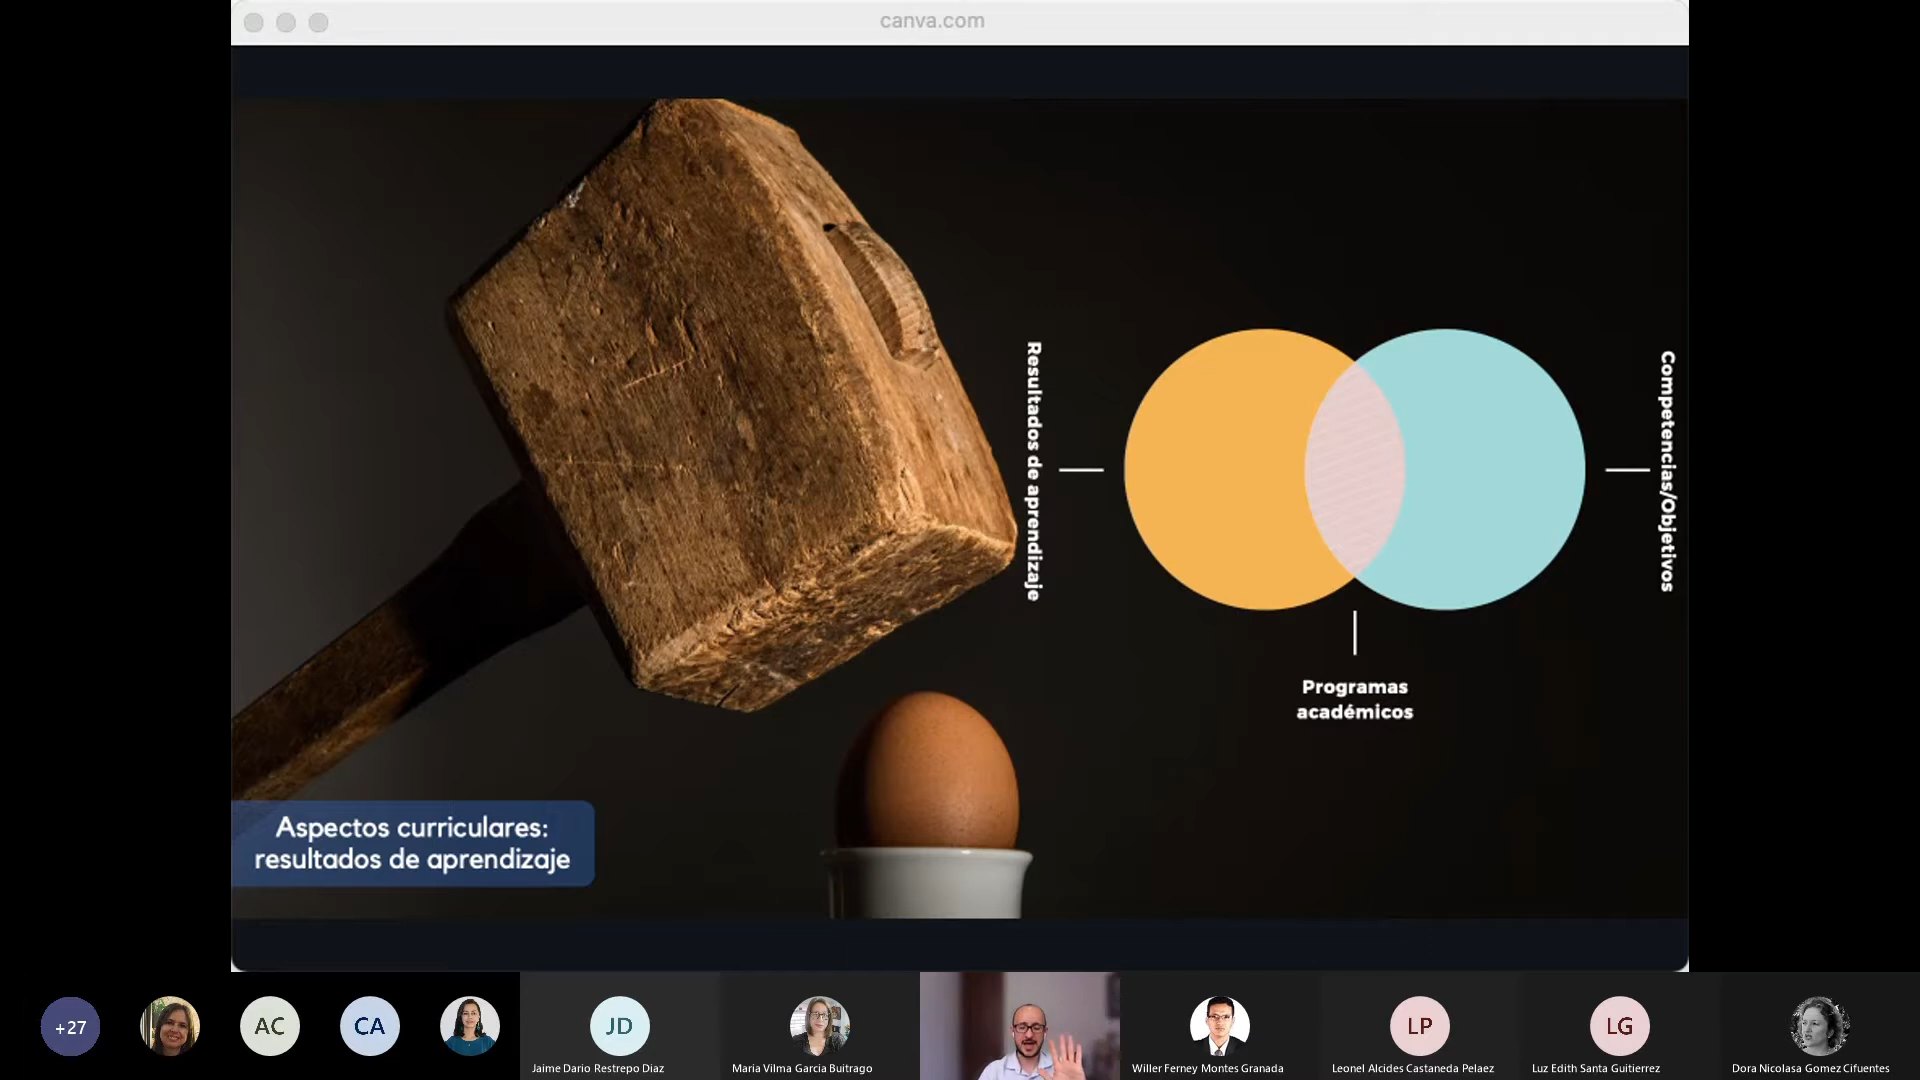 canva.com
Resultados de aprendizaje
Competencias/Objetivos
Programas
académicos
Aspectos curriculares:
resultados de aprendizaje
+27
AC
CA
JD
Jaime Dario Restrepo Diaz
Maria Vilma Garcia Buitrago
Willer Ferney Montes Granada
LP
Leonel Alcides Castaneda Pelaez
LG
Luz Edith Santa Guitierrez
Dora Nicolasa Gomez Cifuentes